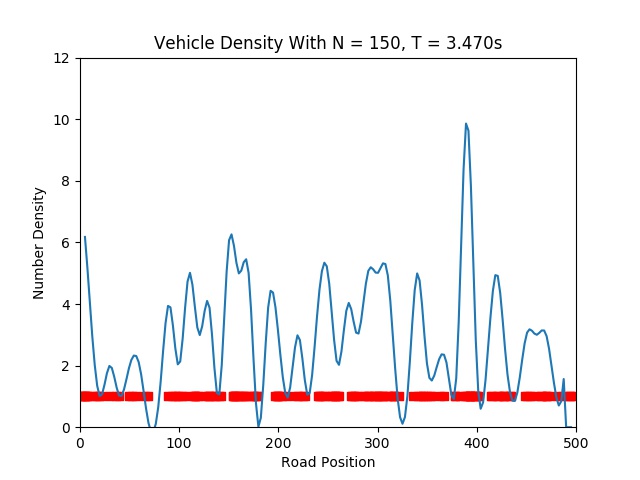 Vehicle Density With N = 150, T = 3.470s
12
10
8
6
4
2
0
Number Density
0 100 200 300 400 500
Road Position